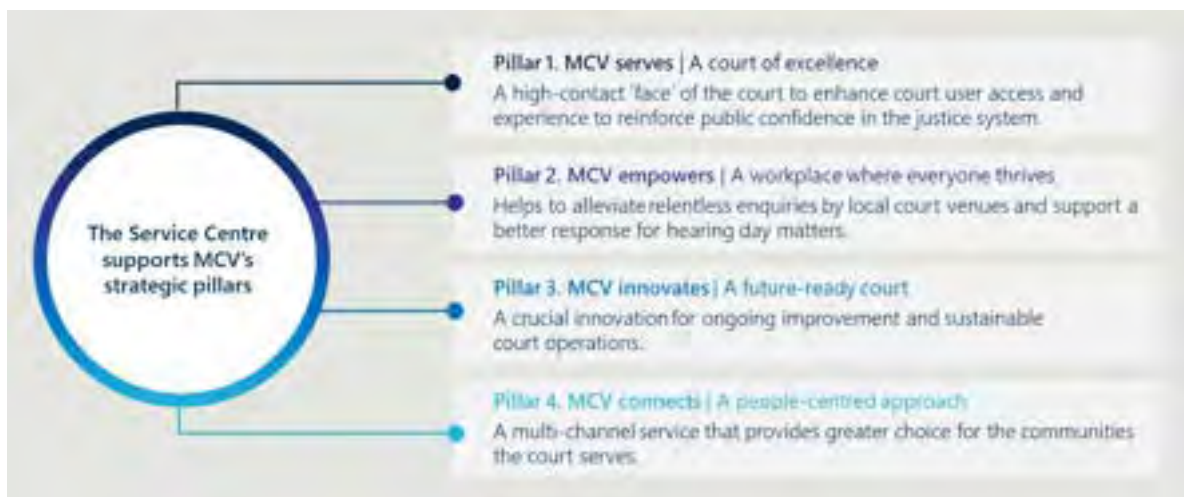 The Service Centre
supports MCV's
strategic pillars
Pillar 1. MCV serves | A court of excellence
A high-contact 'face' of the court to enhance court user access and
experience to reinforce public confidence in the justice system.
Pillar 2. MCV empowers | A workplace where everyone thrives
Helps to alleviate relentless enquiries by local court venues and support a
better response for hearing day matters.
Pillar 3. MCV innovates | A future-ready court
A crucial innovation for ongoing improvement and sustainable
court operations.
Pillar 4. MCV connects | A people-centred approach
A multi-channel service that provides greater choice for the communities
the court serves.